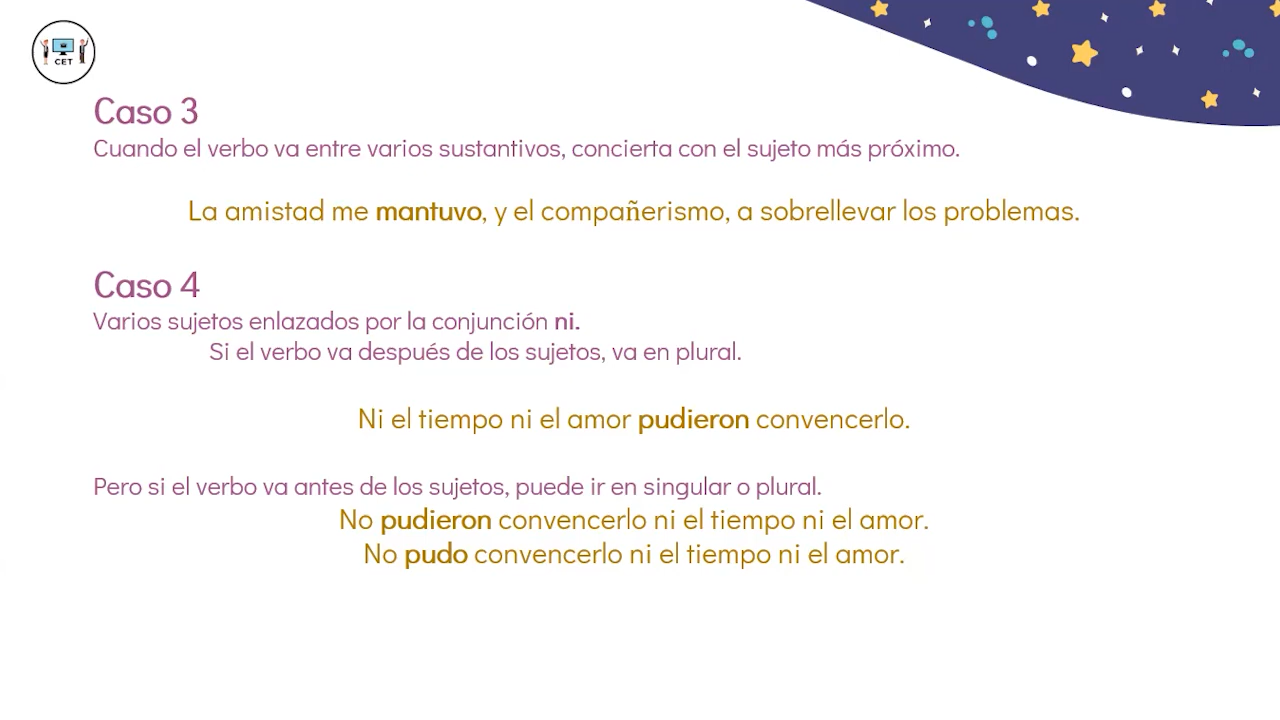 CET
Caso 3
Cuando el verbo va entre varios sustantivos, concierta con el sujeto más próximo.
La amistad me mantuvo, y el compañerismo, a sobrellevar los problemas.
Caso 4
Varios sujetos enlazados por la conjunción ni.
Si el verbo va después de los sujetos, va en plural.
Ni el tiempo ni el amor pudieron convencerlo.
Pero si el verbo va antes de los sujetos, puede ir en singular o plural.
No pudieron convencerlo ni el tiempo ni el amor.
No pudo convencerlo ni el tiempo ni el amor.